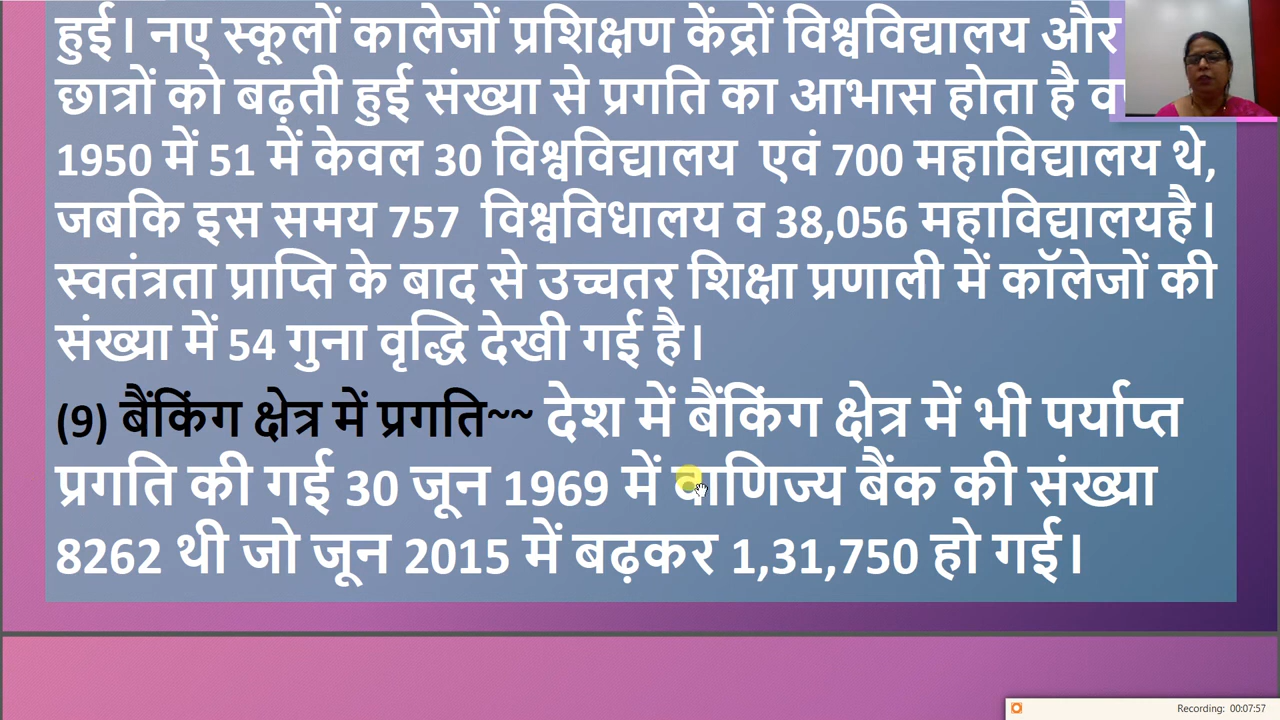 हुई। नए स्कूलों कालेजों प्रशिक्षण केंद्रों विश्वविद्यालय और
छात्रों को बढ़ती हुई संख्या से प्रगति का आभास होता है
1950 में 51 में केवल 30 विश्वविद्यालय एवं 700 महाविद्यालय थे,
जबकि इस समय 757 विश्वविधालय व 38,056 महाविद्यालयहै।
स्वतंत्रता प्राप्ति के बाद से उच्चतर शिक्षा प्रणाली में कॉलेजों की
संख्या में 54 गुना वृद्धि देखी गई है।
(9) बैंकिंग क्षेत्र में प्रगति~~ देश में बैंकिंग क्षेत्र में भी पर्याप्त
प्रगति की गई 30 जून 1969 में वाणिज्य बैंक की संख्या
8262 थी जो जून 2015 में बढ़कर 1,31,750 हो गई।
Recording: 00:07:57